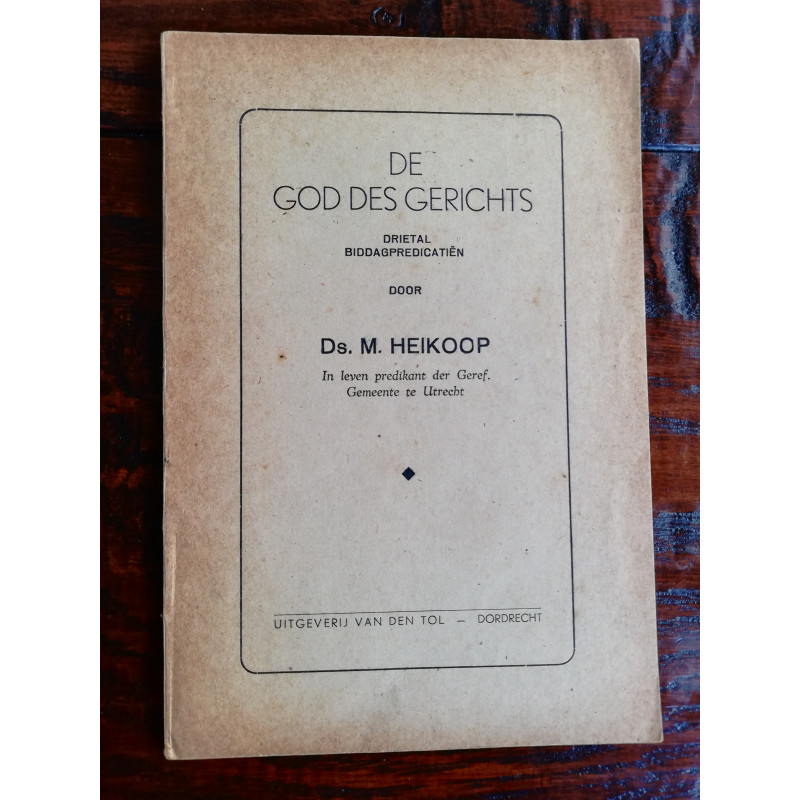 DE
GOD DES GERICHTS
DRIETAL
BIDDAGPREDICATIËN
DOOR
Ds. M. HEIKOOP
In leven predikant der Geref.
Gemeente te Utrecht
UITGEVERIJ VAN DEN TOL — DORDRECHT